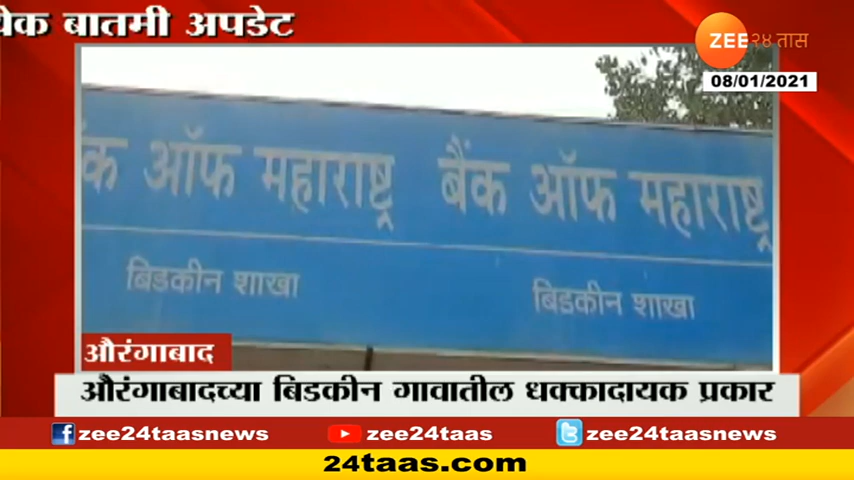 येक बातमी अपडेट
ZEE २४ तास
08/01/2021
बँक ऑफ महाराष्ट्र बैंक ऑफ महाराष्ट्र
बिडकीन शाखा बिडकीन शाखा
औरंगाबाद
औरंगाबादच्या बिडकीन गावातील धक्कादायक प्रकार
zee24taasnews zee24taas zee24taasnews
24taas.com